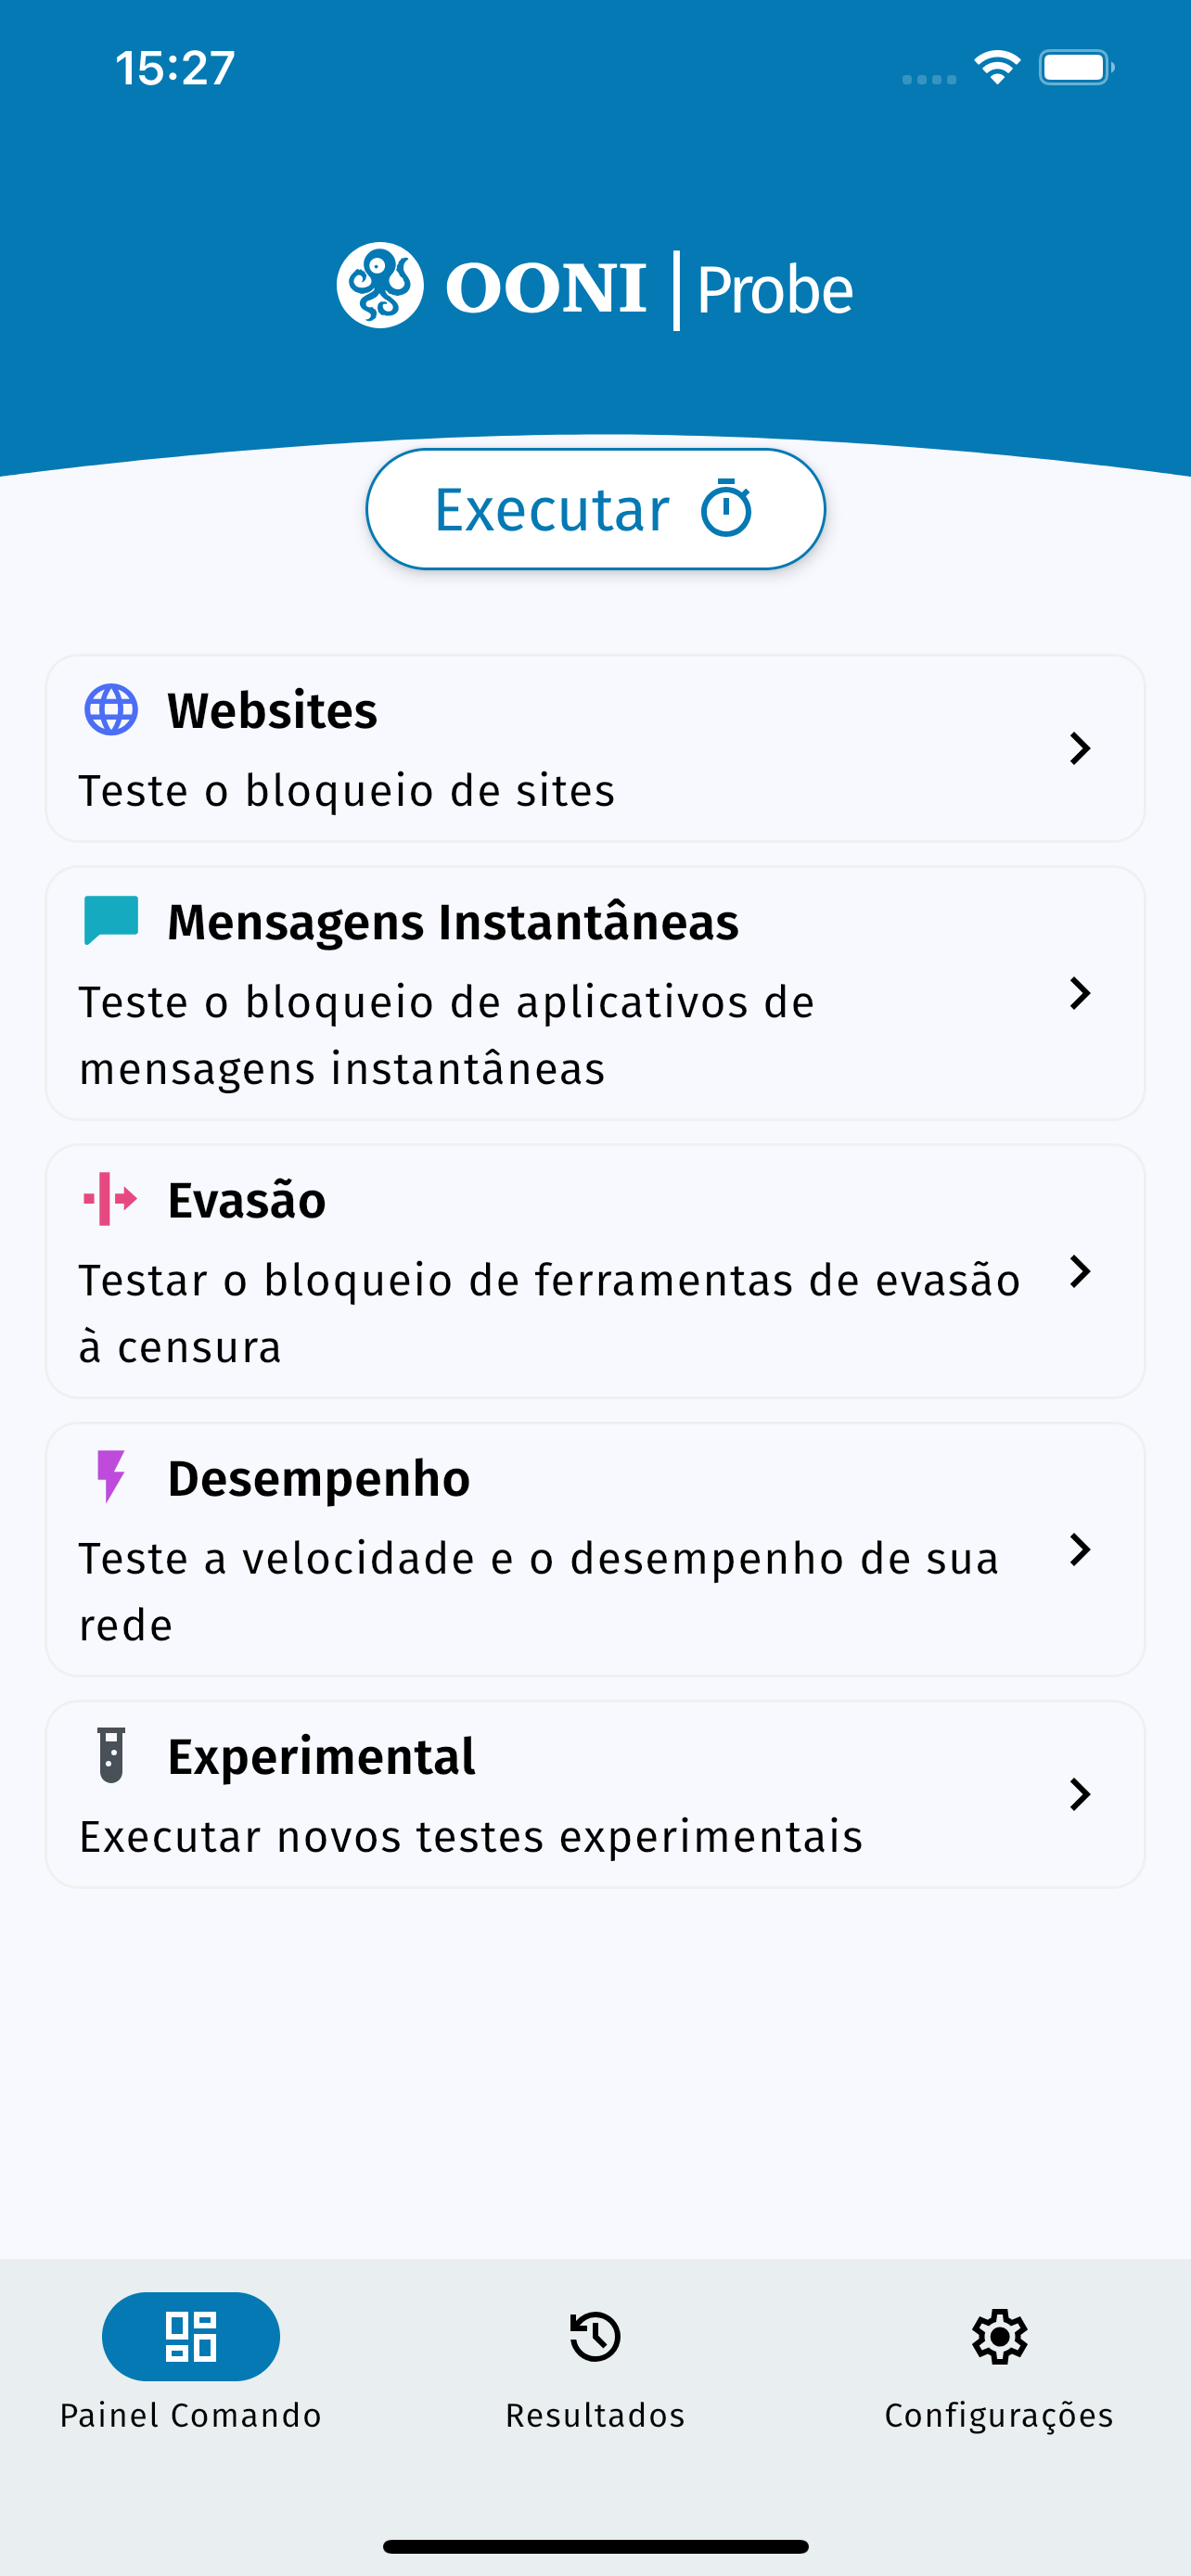 15:27
OONI | Probe
Executar
Websites
Teste o bloqueio de sites
Mensagens Instantâneas
Teste o bloqueio de aplicativos de
mensagens instantâneas
Evasão
Testar o bloqueio de ferramentas de evasão
à censura
Desempenho
Teste a velocidade e o desempenho de sua
rede
Experimental
Executar novos testes experimentais
Painel Comando
Resultados
Configurações